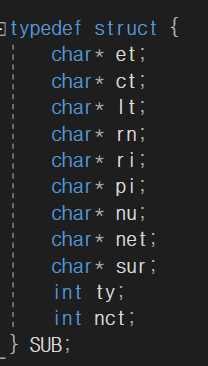 typedef struct {
char* et;
char* ct;
char* lt;
char* rn;
char* ri;
char* pi;
char* nu;
char* net;
char* sur;
int ty;
int nct;
} SUB;